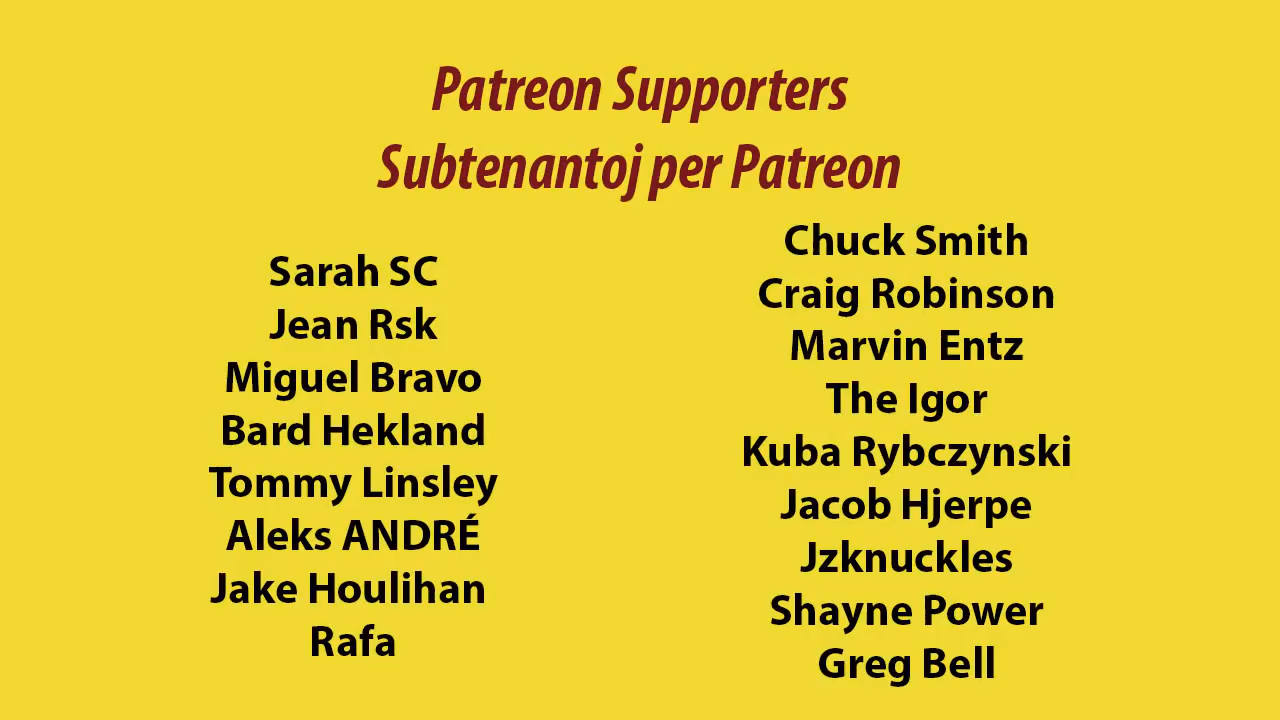 Patreon Supporters
Subtenantoj per Patreon
Sarah SC
Jean Rsk
Miguel Bravo
Bard Hekland
Tommy Linsley
Aleks ANDRÉ
Jake Houlihan
Rafa
Chuck Smith
Craig Robinson
Marvin Entz
The Igor
Kuba Rybczynski
Jacob Hjerpe
Jzknuckles
Shayne Power
Greg Bell